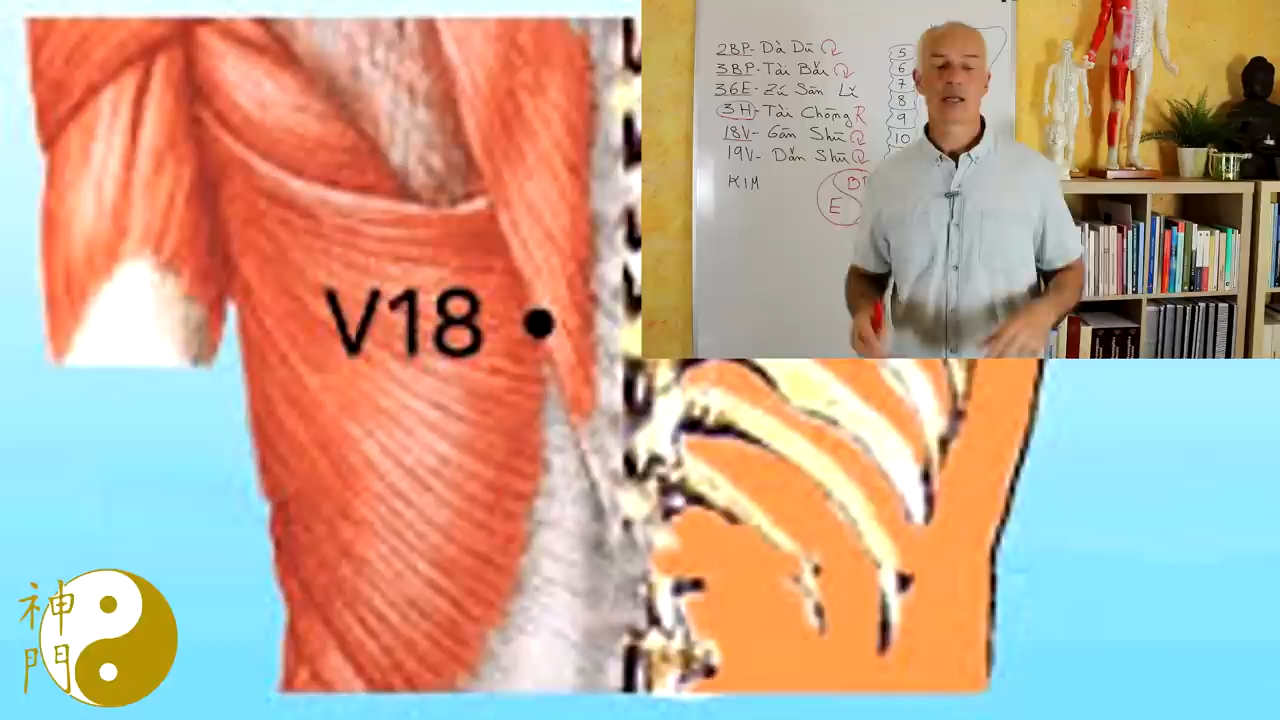 2BP-Dà Dū
3BP-Tài Bái
36E-Zú Sān Lǐ
3H-Tài Chōng R
18V-Gān Shū
19V-Dǎn Shū
KIM
B↑
E
5
6
7
8
9
10
V18
神
門